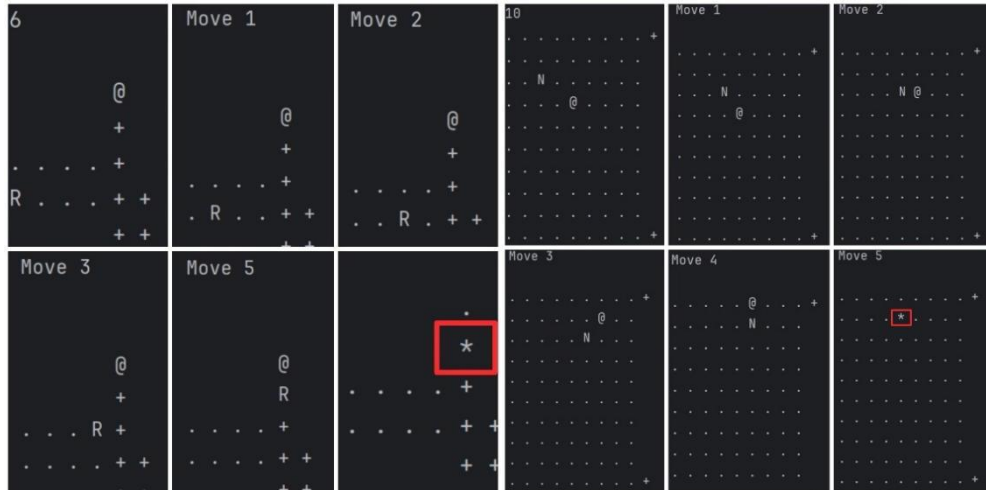 6
@
+
. . . . +
R . . . + +
+ +
Move 1
@
+
. . . . +
. R . . + +
+ +
Move 2
@
+
. . . . +
. . R . + +
Move 3
@
+
. . . R +
. . . . + +
Move 5
@
R
. . . . +
. . . . + +
+ +
.
*
. . . . +
. . . . + +
+ +
10
. . . . . . . . . +
. . . . . . . . .
. . N . . . . . .
. . . . @ . . . .
. . . . . . . . .
. . . . . . . . .
. . . . . . . . .
. . . . . . . . .
. . . . . . . . .
. . . . . . . . . +
Move 1
. . . . . . . . . +
. . . . . . . . .
. . . N . . . . .
. . . . @ . . . .
. . . . . . . . .
. . . . . . . . .
. . . . . . . . .
. . . . . . . . .
. . . . . . . . .
. . . . . . . . . +
Move 2
. . . . . . . . . +
. . . . . . . . .
. . . . N @ . . .
. . . . . . . . .
. . . . . . . . .
. . . . . . . . .
. . . . . . . . .
. . . . . . . . .
. . . . . . . . .
. . . . . . . . . +
Move 3
. . . . . . . . . +
. . . . . . @ . .
. . . . . N . . .
. . . . . . . . .
. . . . . . . . .
. . . . . . . . .
. . . . . . . . .
. . . . . . . . .
. . . . . . . . .
. . . . . . . . . +
Move 4
. . . . . @ . . . +
. . . . . N . . .
. . . . . . . . .
. . . . . . . . .
. . . . . . . . .
. . . . . . . . .
. . . . . . . . .
. . . . . . . . .
. . . . . . . . .
Move 5
. . . . . . . . . +
. . . . * . . . .
. . . . . . . . .
. . . . . . . . .
. . . . . . . . .
. . . . . . . . .
. . . . . . . . .
. . . . . . . . .
. . . . . . . . .
. . . . . . . . . +